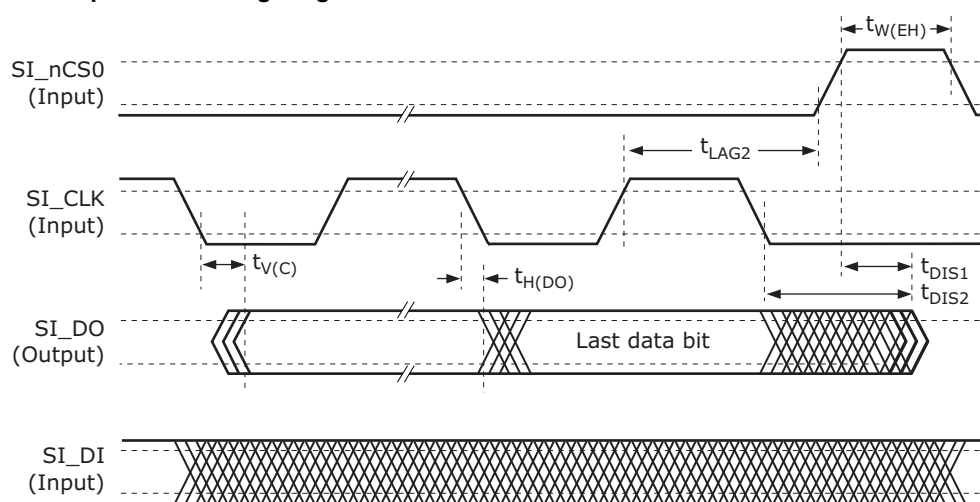 tW(EH)
SI_nCS0
(Input)
tLAG2
SI_CLK
(Input)
tV(C)
tH(DO)
tDIS1
tDIS2
SI_DO
(Output)
Last data bit
SI_DI
(Input)